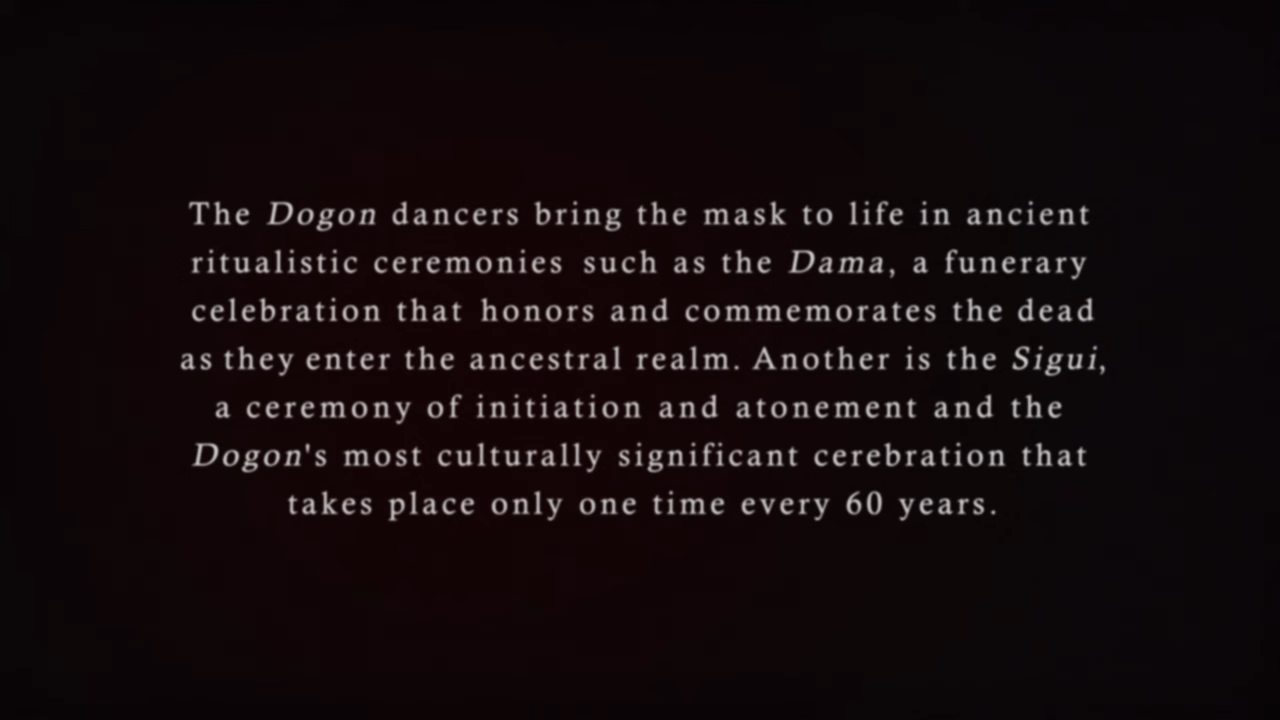 The Dogon dancers bring the mask to life in ancient
ritualistic ceremonies such as the Dama, a funerary
celebration that honors and commemorates the dead
as they enter the ancestral realm. Another is the Sigui,
a ceremony of initiation and atonement and the
Dogon's most culturally significant cerebration that
takes place only one time every 60 years.